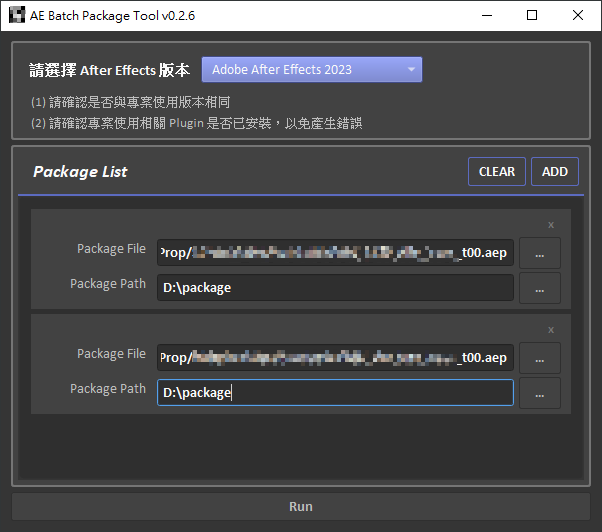 AE Batch Package Tool v0.2.6
請選擇 After Effects 版本 Adobe After Effects 2023
(1) 請確認是否與專案使用版本相同
(2) 請確認專案使用相關 Plugin 是否已安裝，以免產生錯誤
Package List CLEAR ADD
x
Package File Prop/ _t00.aep ...
Package Path D:\package ...
x
Package File Prop/ _t00.aep ...
Package Path D:\package ...
Run